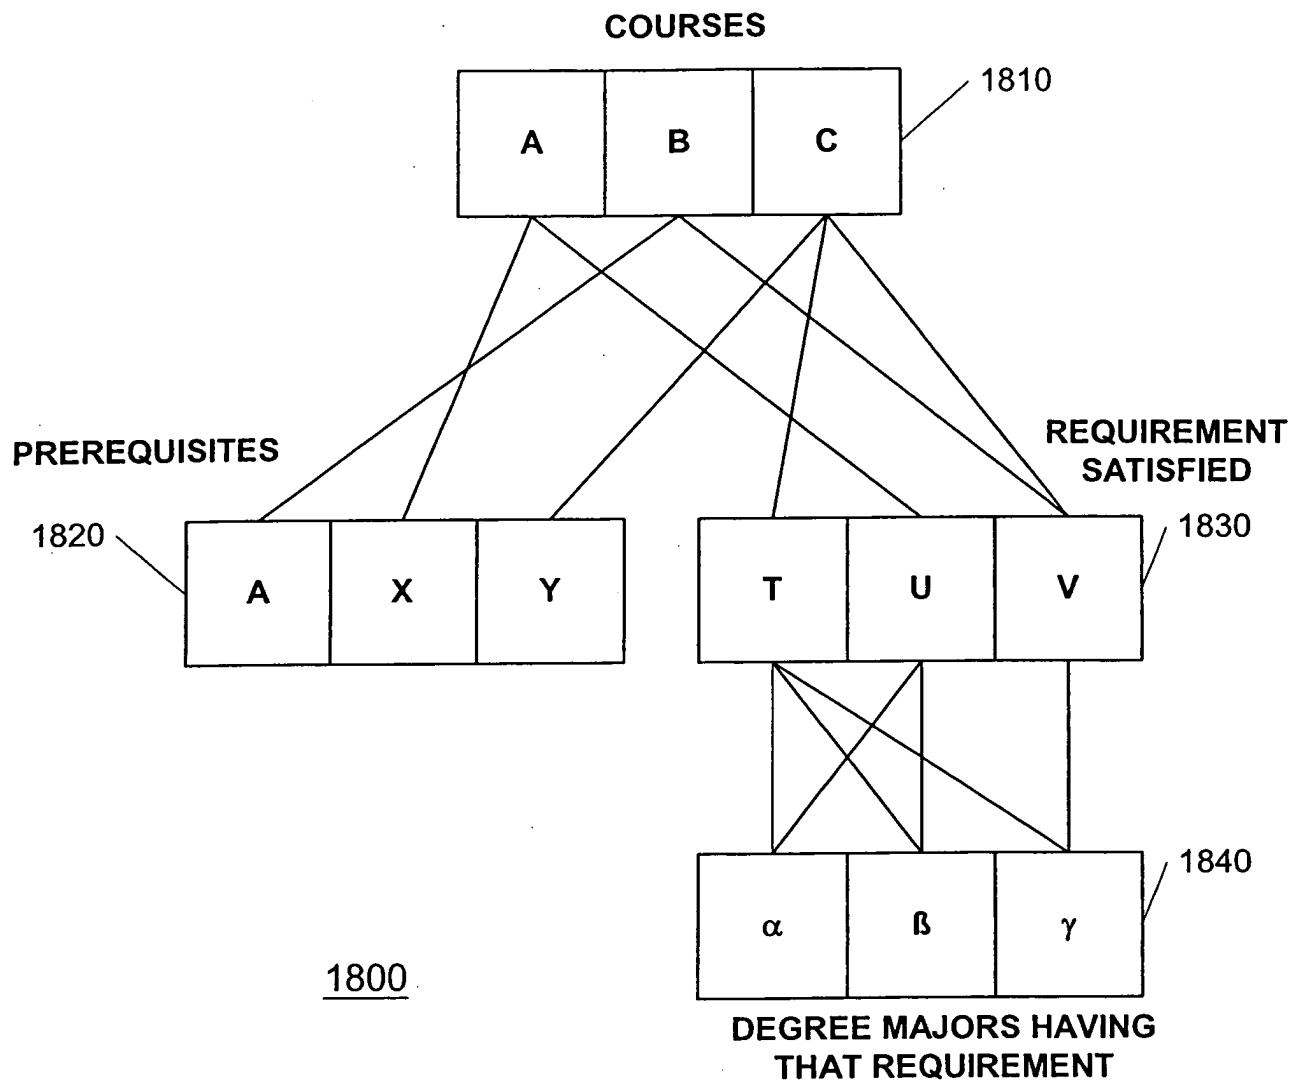 COURSES
1810
A B C
PREREQUISITES
REQUIREMENT
SATISFIED
1820
1830
A X Y
T U V
1840
α ß γ
1800
DEGREE MAJORS HAVING
THAT REQUIREMENT